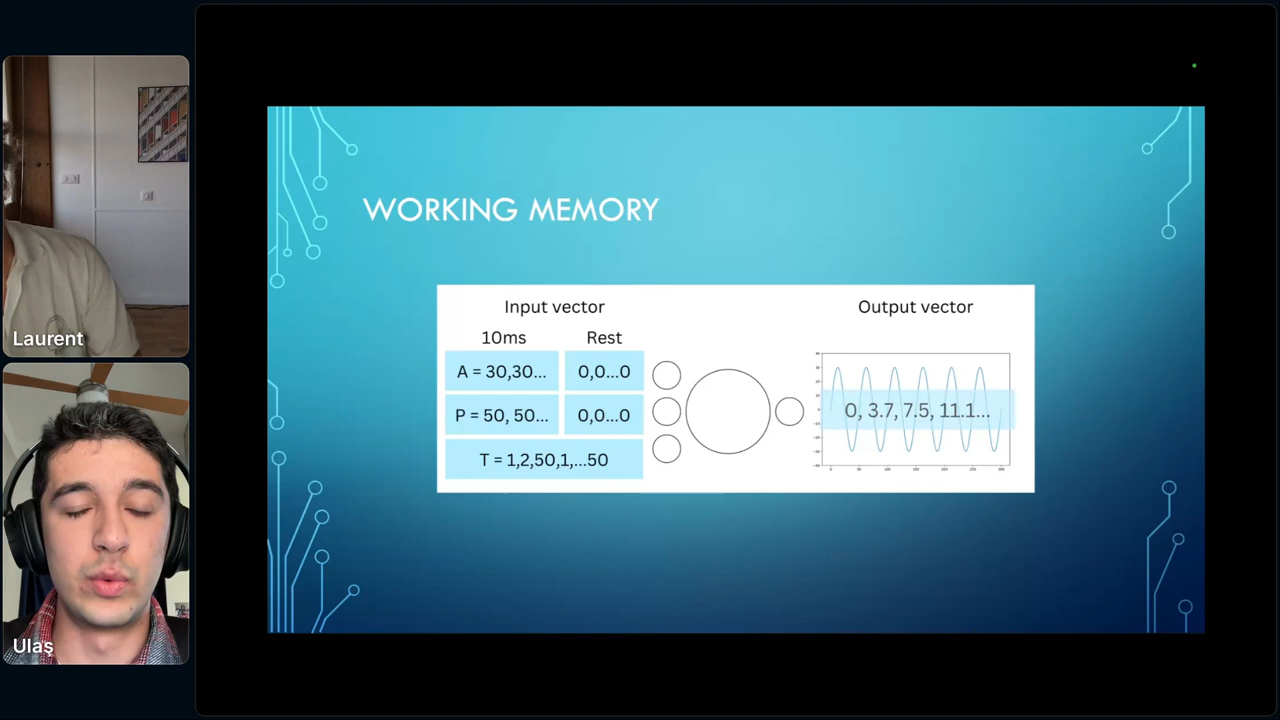 Laurent
Ulaş
WORKING MEMORY
Input vector
Output vector
10ms
Rest
A = 30,30...
0,0...0
P = 50, 50...
0,0...0
T = 1,2,50,1,...50
0, 3.7, 7.5, 11.1...